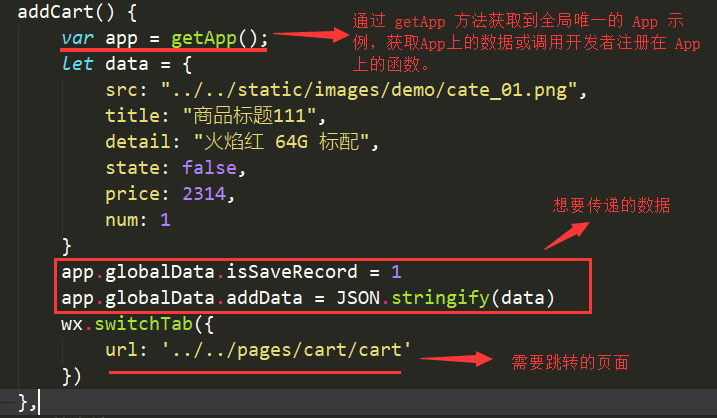 addCart() {
var app = getApp();
通过 getApp 方法获取到全局唯一的 App 示
例，获取App上的数据或调用开发者注册在 App
上的函数。
let data = {
src: "../../static/images/demo/cate_01.png",
title: "商品标题111",
detail: "火焰红 64G 标配",
state: false,
price: 2314,
num: 1
想要传递的数据
}
app.globalData.isSaveRecord = 1
app.globalData.addData = JSON.stringify(data)
wx.switchTab({
url: '../../pages/cart/cart'
需要跳转的页面
})
},